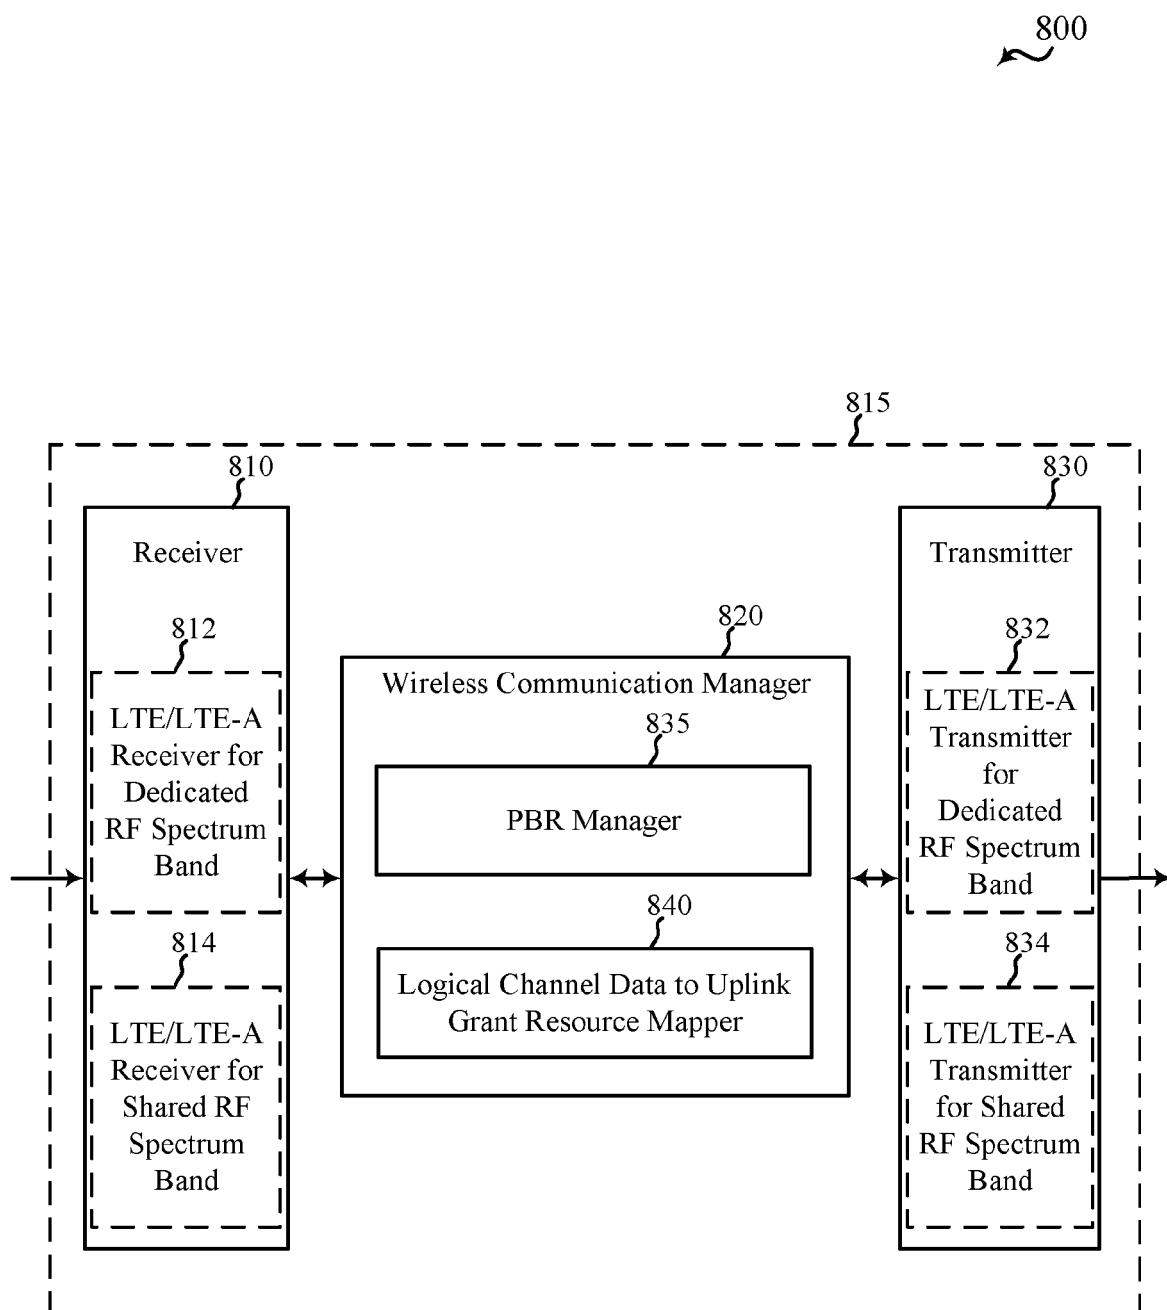 800
815
810
830
Receiver
Transmitter
812
LTE/LTE-A
Receiver for
Dedicated
RF Spectrum
Band
814
LTE/LTE-A
Receiver for
Shared RF
Spectrum
Band
820
Wireless Communication Manager
835
PBR Manager
840
Logical Channel Data to Uplink
Grant Resource Mapper
832
LTE/LTE-A
Transmitter
for
Dedicated
RF Spectrum
Band
834
LTE/LTE-A
Transmitter
for Shared
RF Spectrum
Band